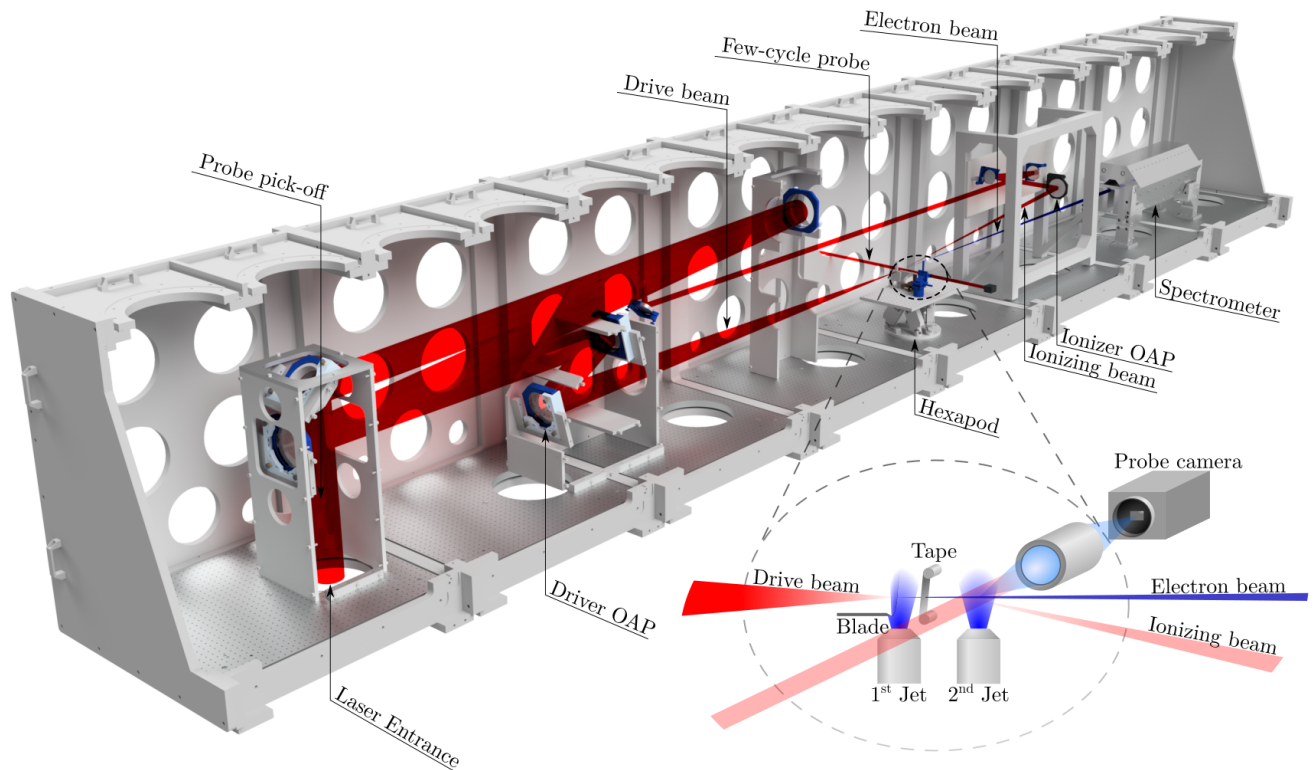 Electron beam
Few-cycle probe
Drive beam
Probe pick-off
Spectrometer
Ionizer OAP
Ionizing beam
Hexapod
Driver OAP
Laser Entrance
Probe camera
Tape
Drive beam
Electron beam
Blade
Ionizing beam
1st Jet
2nd Jet